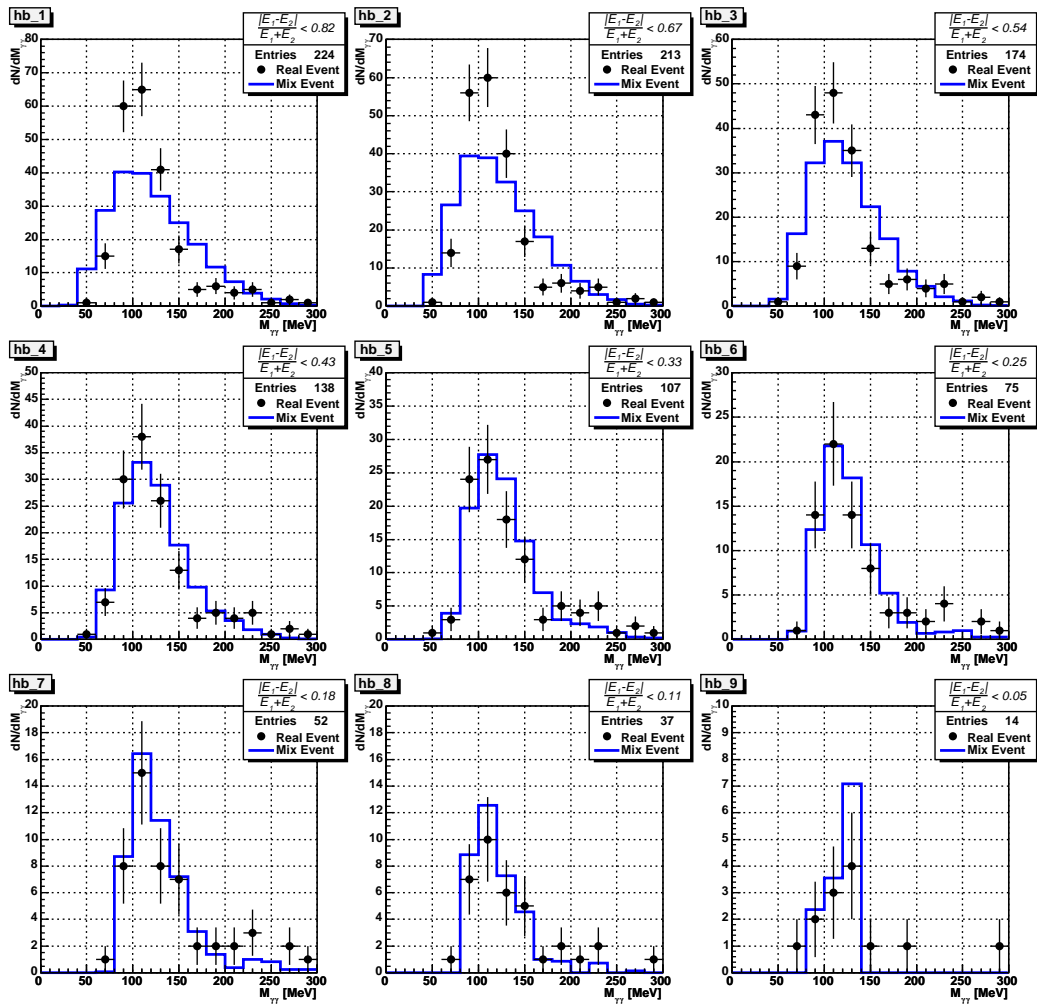 hb_1
|E1-E2|
E1+E2 < 0.82
Entries 224
Real Event
Mix Event
dN/dMγγ
80
70
60
50
40
30
20
10
0
0 50 100 150 200 250 300
Mγγ [MeV]
hb_2
|E1-E2|
E1+E2 < 0.67
Entries 213
Real Event
Mix Event
dN/dMγγ
70
60
50
40
30
20
10
0
0 50 100 150 200 250 300
Mγγ [MeV]
hb_3
|E1-E2|
E1+E2 < 0.54
Entries 174
Real Event
Mix Event
dN/dMγγ
60
50
40
30
20
10
0
0 50 100 150 200 250 300
Mγγ [MeV]
hb_4
|E1-E2|
E1+E2 < 0.43
Entries 138
Real Event
Mix Event
dN/dMγγ
50
45
40
35
30
25
20
15
10
5
0
0 50 100 150 200 250 300
Mγγ [MeV]
hb_5
|E1-E2|
E1+E2 < 0.33
Entries 107
Real Event
Mix Event
dN/dMγγ
40
35
30
25
20
15
10
5
0
0 50 100 150 200 250 300
Mγγ [MeV]
hb_6
|E1-E2|
E1+E2 < 0.25
Entries 75
Real Event
Mix Event
dN/dMγγ
30
25
20
15
10
5
0
0 50 100 150 200 250 300
Mγγ [MeV]
hb_7
|E1-E2|
E1+E2 < 0.18
Entries 52
Real Event
Mix Event
dN/dMγγ
20
18
16
14
12
10
8
6
4
2
0
0 50 100 150 200 250 300
Mγγ [MeV]
hb_8
|E1-E2|
E1+E2 < 0.11
Entries 37
Real Event
Mix Event
dN/dMγγ
20
18
16
14
12
10
8
6
4
2
0
0 50 100 150 200 250 300
Mγγ [MeV]
hb_9
|E1-E2|
E1+E2 < 0.05
Entries 14
Real Event
Mix Event
dN/dMγγ
10
9
8
7
6
5
4
3
2
1
0
0 50 100 150 200 250 300
Mγγ [MeV]